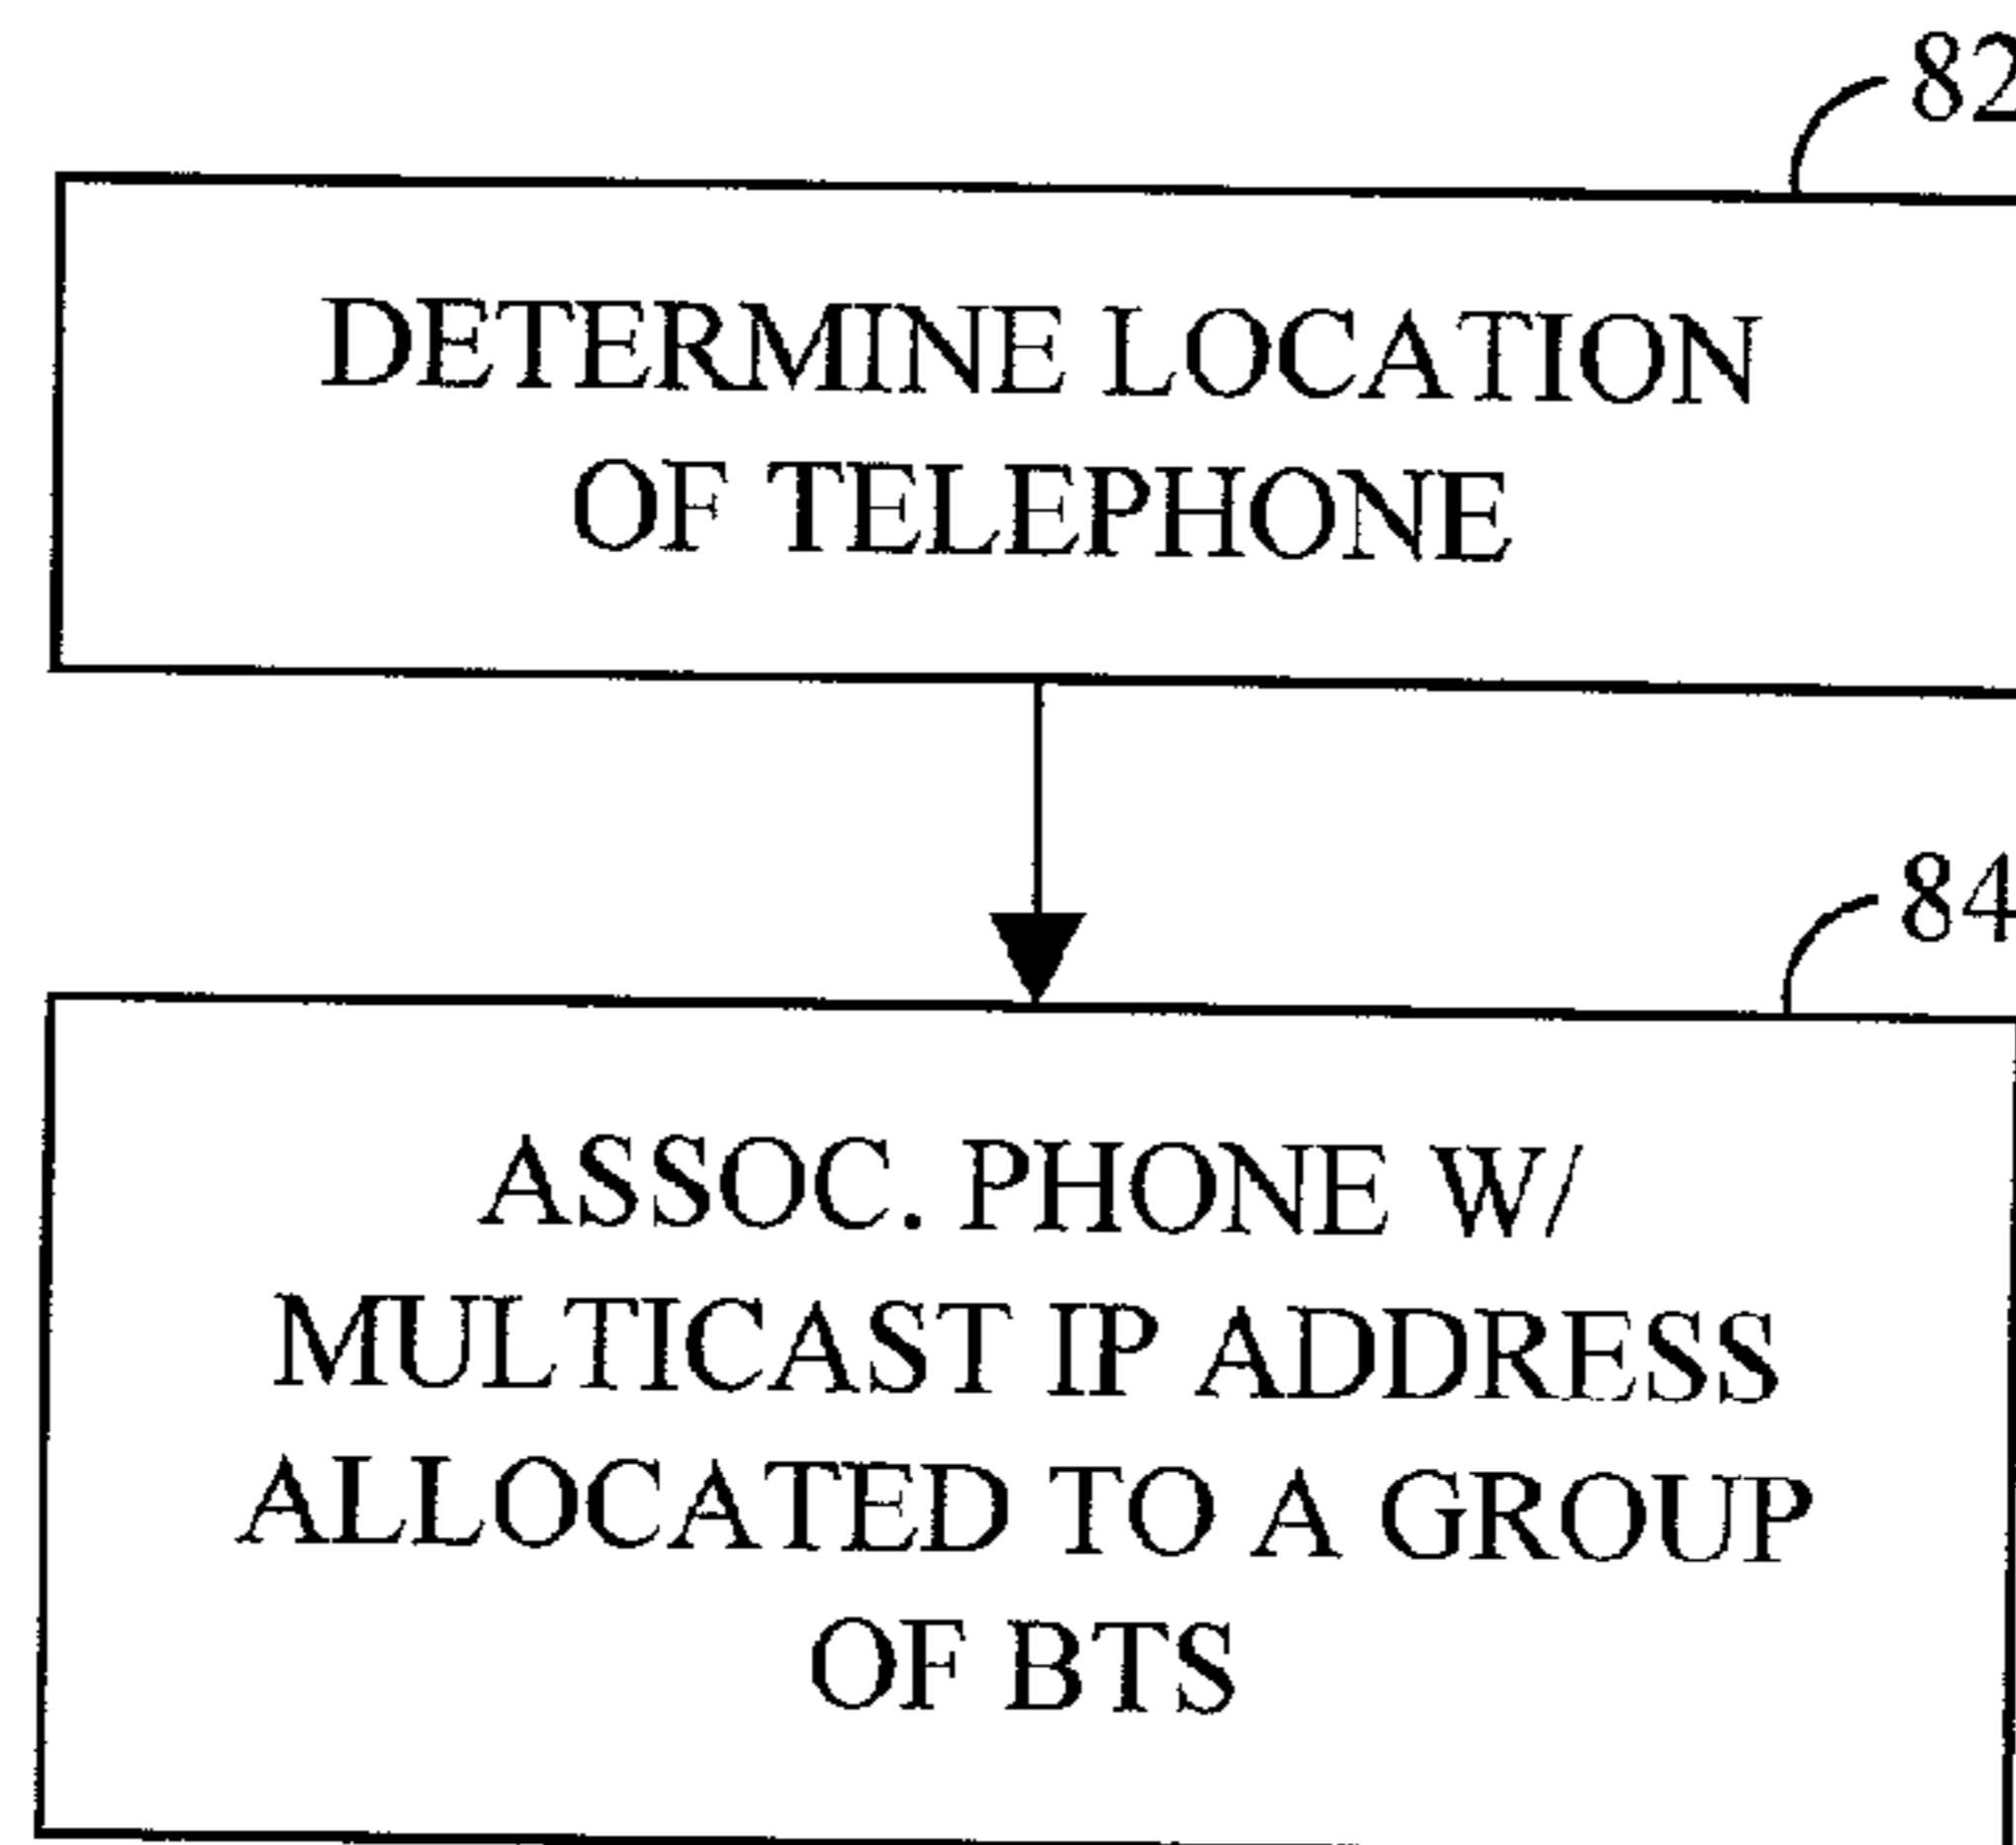 82
DETERMINE LOCATION
OF TELEPHONE
84
ASSOC. PHONE W/
MULTICAST IP ADDRESS
ALLOCATED TO A GROUP
OF BTS